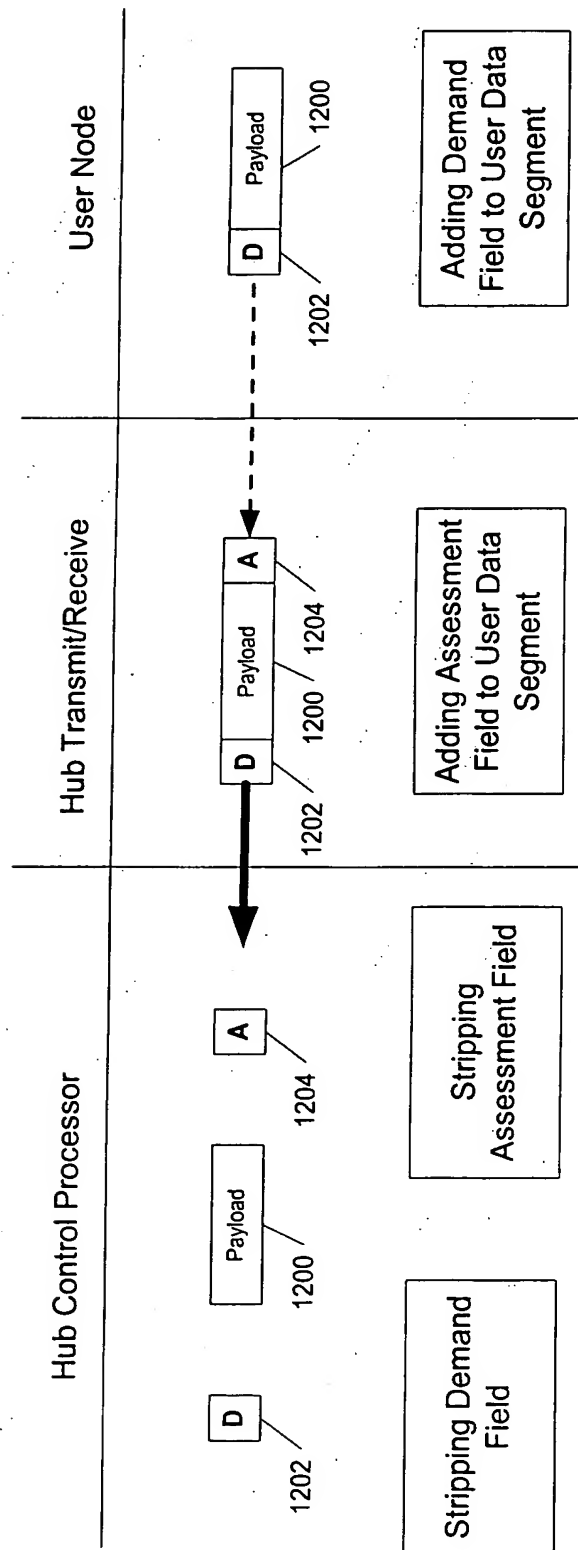 Hub Control Processor
Hub Transmit/Receive
User Node
D
Payload
A
D
Payload
A
D
Payload
1202
1200
1204
1202
1200
1204
1202
1200
Stripping Demand
Field
Stripping
Assessment Field
Adding Assessment
Field to User Data
Segment
Adding Demand
Field to User Data
Segment